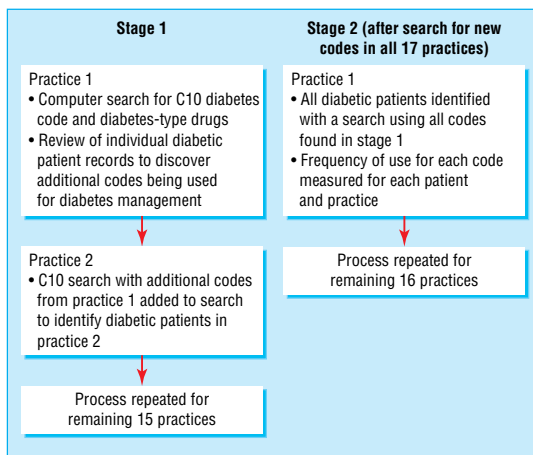 Stage 1
Practice 1
• Computer search for C10 diabetes
code and diabetes-type drugs
• Review of individual diabetic
patient records to discover
additional codes being used
for diabetes management
Practice 2
• C10 search with additional codes
from practice 1 added to search
to identify diabetic patients in
practice 2
Process repeated for
remaining 15 practices
Stage 2 (after search for new
codes in all 17 practices)
Practice 1
• All diabetic patients identified
with a search using all codes
found in stage 1
• Frequency of use for each code
measured for each patient
and practice
Process repeated for
remaining 16 practices